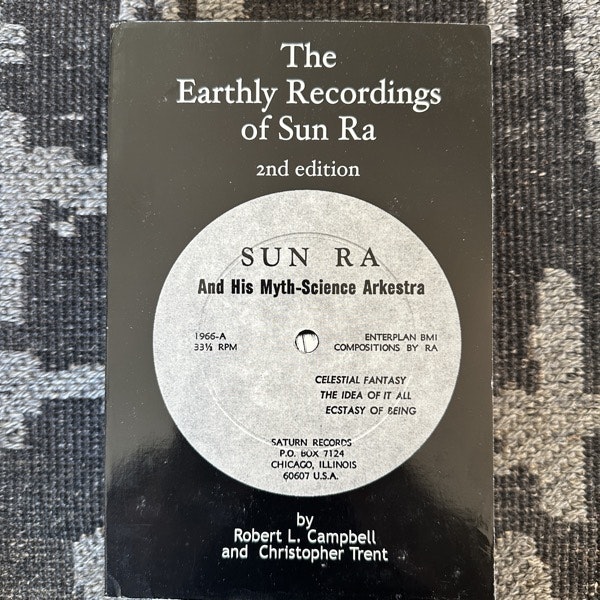 The
Earthly Recordings
of Sun Ra
2nd edition
SUN RA
And His Myth-Science Arkestra
1966-A
33⅓ RPM
ENTERPLAN BMI
COMPOSITIONS BY RA
CELESTIAL FANTASY
THE IDEA OF IT ALL
ECSTASY OF BEING
SATURN RECORDS
P.O. BOX 7124
CHICAGO, ILLINOIS
60607 U.S.A.
by
Robert L. Campbell
and Christopher Trent